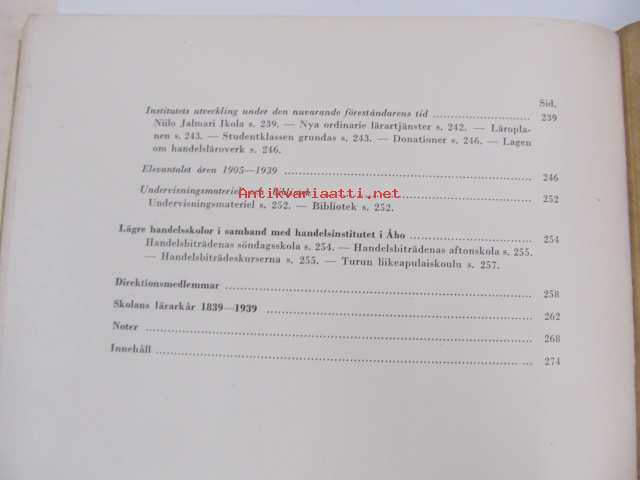 Sid.
Institutets utveckling under den nuvarande föreståndarens tid 239
Niilo Jalmari Ikola s. 239. — Nya ordinarie lärartjänster s. 242. — Läropla-
nen s. 243. — Studentklassen grundas s. 243. — Donationer s. 246. — Lagen
om handelsläroverk s. 246.
Elevantalet åren 1905—1939 246
Undervisningsmateriel och bibliotek 252
Antikvariaatti.net
Undervisningsmateriel s. 252. — Bibliotek s. 252.
Lägre handelsskolor i samband med handelsinstitutet i Åbo 254
Handelsbiträdenas söndagsskola s. 254. — Handelsbiträdenas aftonskola s. 255.
— Handelsbiträdeskurserna s. 255. — Turun liikeapulaiskoulu s. 257.
Direktionsmedlemmar 258
Skolans lärarkår 1839—1939 262
Noter 268
Innehåll 274